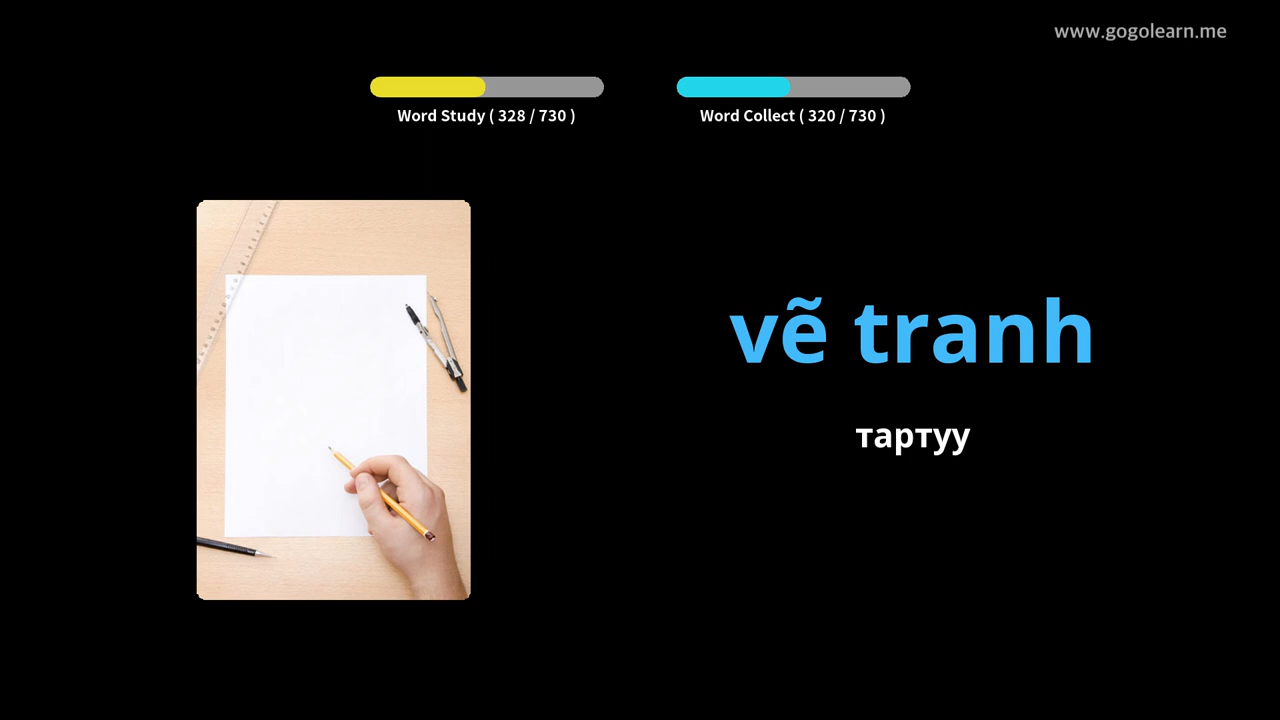 www.gogolearn.me
Word Study ( 328 / 730 )
Word Collect ( 320 / 730 )
vẽ tranh
тартуу